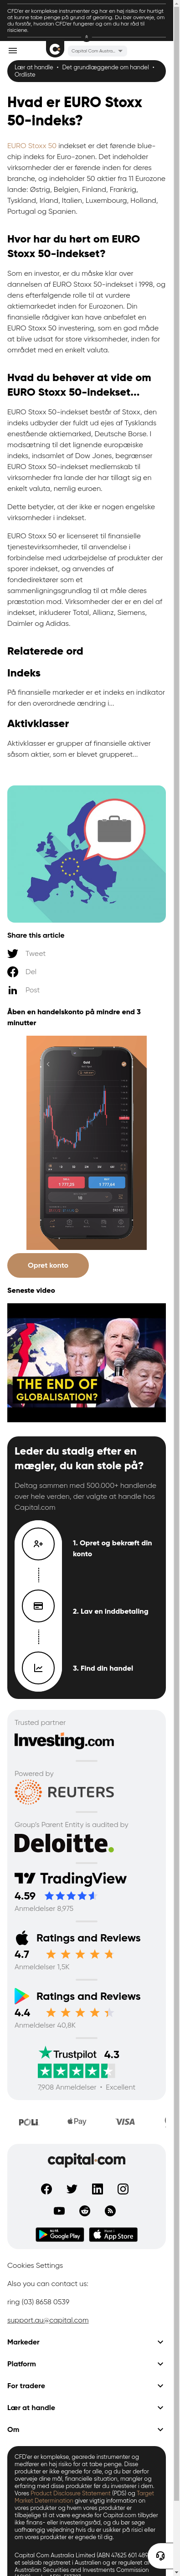 CFD'er er komplekse instrumenter og har en høj risiko for hurtigt
at kunne tabe penge på grund af gearing. Du bør overveje, om
du forstår, hvordan CFD'er fungerer og om du har råd til
risiciene.
Capital Com Austra...
Lær at handle • Det grundlæggende om handel •
Ordliste
Hvad er EURO Stoxx
50-indeks?
EURO Stoxx 50 indekset er det førende blue-
chip indeks for Euro-zonen. Det indeholder
virksomheder der er førende inden for deres
branche, og indeholder 50 aktier fra 11 Eurozone
lande: Østrig, Belgien, Finland, Frankrig,
Tyskland, Irland, Italien, Luxembourg, Holland,
Portugal og Spanien.
Hvor har du hørt om EURO
Stoxx 50-indekset?
Som en investor, er du måske klar over
dannelsen af EURO Stoxx 50-indekset i 1998, og
dens efterfølgende rolle til at vurdere
aktiemarkedet inden for Eurozonen. Din
finansielle rådgiver kan have anbefalet en
EURO Stoxx 50 investering, som en god måde
at blive udsat for store virksomheder, inden for
området med en enkelt valuta.
Hvad du behøver at vide om
EURO Stoxx 50-indekset...
EURO Stoxx 50-indekset består af Stoxx, den
indeks udbyder der fuldt ud ejes af Tysklands
enestående aktiemarked, Deutsche Borse. I
modsætning til det lignende europæiske
indeks, indsamlet af Dow Jones, begrænser
EURO Stoxx 50-indekset medlemskab til
virksomheder fra lande der har tillagt sig en
enkelt valuta, nemlig euroen.
Dette betyder, at der ikke er nogen engelske
virksomheder i indekset.
EURO Stoxx 50 er licenseret til finansielle
tjenestevirksomheder, til anvendelse i
forbindelse med udarbejdelse af produkter der
sporer indekset, og anvendes af
fondedirektører som et
sammenligningsgrundlag til at måle deres
præstation mod. Virksomheder der er en del af
indekset, inkluderer Total, Allianz, Siemens,
Daimler og Adidas.
Relaterede ord
Indeks
På finansielle markeder er et indeks en indikator
for den overordnede ændring i...
Aktivklasser
Aktivklasser er grupper af finansielle aktiver
såsom aktier, som er blevet grupperet...
Share this article
Tweet
Del
Post
Åben en handelskonto på mindre end 3
minutter
1 777,25
1 777,64
Opret konto
Seneste video
THE END OF
GLOBALISATION?
Leder du stadig efter en
mægler, du kan stole på?
Deltag sammen med 500.000+ handlende
over hele verden, der valgte at handle hos
Capital.com
1. Opret og bekræft din
konto
2. Lav en inddbetaling
3. Find din handel
Trusted partner
Investing.com
Powered by
REUTERS
Group's Parent Entity is audited by
Deloitte.
TradingView
4.59
Anmeldelser 8,975
Ratings and Reviews
4.7
Anmeldelser 1,5K
Ratings and Reviews
4.4
Anmeldelser 40,8K
Trustpilot 4.3
7,908 Anmeldelser • Excellent
POLi
Pay
VISA
capital.com
Google Play
App Store
Cookies Settings
Also you can contact us:
ring (03) 8658 0539
support.au@capital.com
Markeder
Platform
For tradere
Lær at handle
Om
CFD'er er komplekse, gearede instrumenter og
medfører en høj risiko for at tabe penge. Disse
produkter er ikke egnede for alle, og du bør derfor
overveje dine mål, finansielle situation, mængler og
erfaring med disse produkter, før du investerer i dem.
Vores Product Disclosure Statement (PDS) og Target
Market Determination giver vigtig information om
vores produkter og hvem vores produkter er
tilbøjelige til at være egnede for. Capital.com tilbyder
ikke finans- eller investeringsråd, og du bør søge
uafhængig vejledning hvis du er usikker på om eller
om vores produkter er egnede til dig.
Capital Com Australia Limited (ABN 47
et selskab registreret i Australien og er reguleret af
Australian Securities and Investments Commission